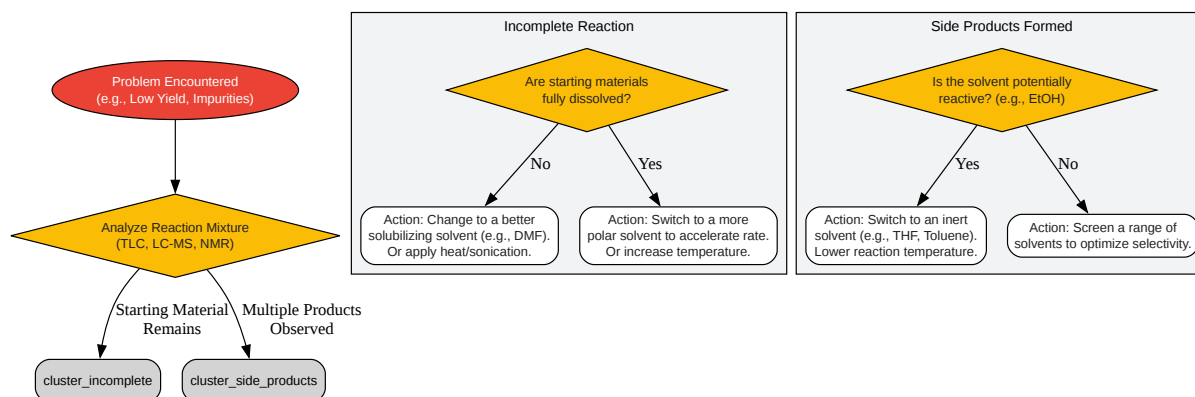 Problem Encountered
(e.g., Low Yield, Impurities)
Analyze Reaction Mixture
(TLC, LC-MS, NMR)
Starting Material
Remains
Multiple Products
Observed
cluster_incomplete
cluster_side_products
Incomplete Reaction
Are starting materials
fully dissolved?
No
Yes
Action: Change to a better
solubilizing solvent (e.g., DMF).
Or apply heat/sonication.
Action: Switch to a more
polar solvent to accelerate rate.
Or increase temperature.
Side Products Formed
Is the solvent potentially
reactive? (e.g., EtOH)
Yes
No
Action: Switch to an inert
solvent (e.g., THF, Toluene).
Lower reaction temperature.
Action: Screen a range of
solvents to optimize selectivity.